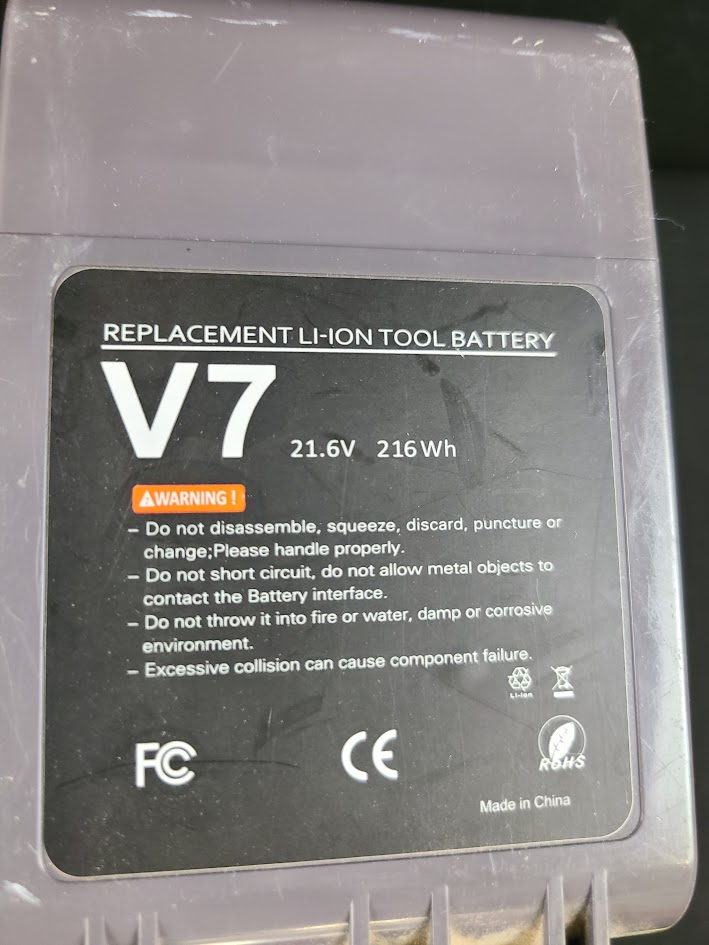 REPLACEMENT LI-ION TOOL BATTERY
V7 21.6V 216Wh
WARNING !
– Do not disassemble, squeeze, discard, puncture or
change;Please handle properly.
– Do not short circuit, do not allow metal objects to
contact the Battery interface.
– Do not throw it into fire or water, damp or corrosive
environment.
– Excessive collision can cause component failure.
Li-ion
FC CE ROHS
Made in China